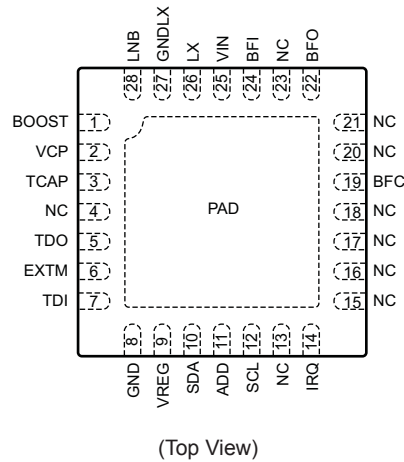 LNB GNDLX LX VIN BFI NC BFO
28 27 26 25 24 23 22
BOOST 1
VCP 2
TCAP 3
NC 4
TDO 5
EXTM 6
TDI 7
PAD
21 NC
20 NC
19 BFC
18 NC
17 NC
16 NC
15 NC
8 9 10 11 12 13 14
GND VREG SDA ADD SCL NC IRQ
(Top View)